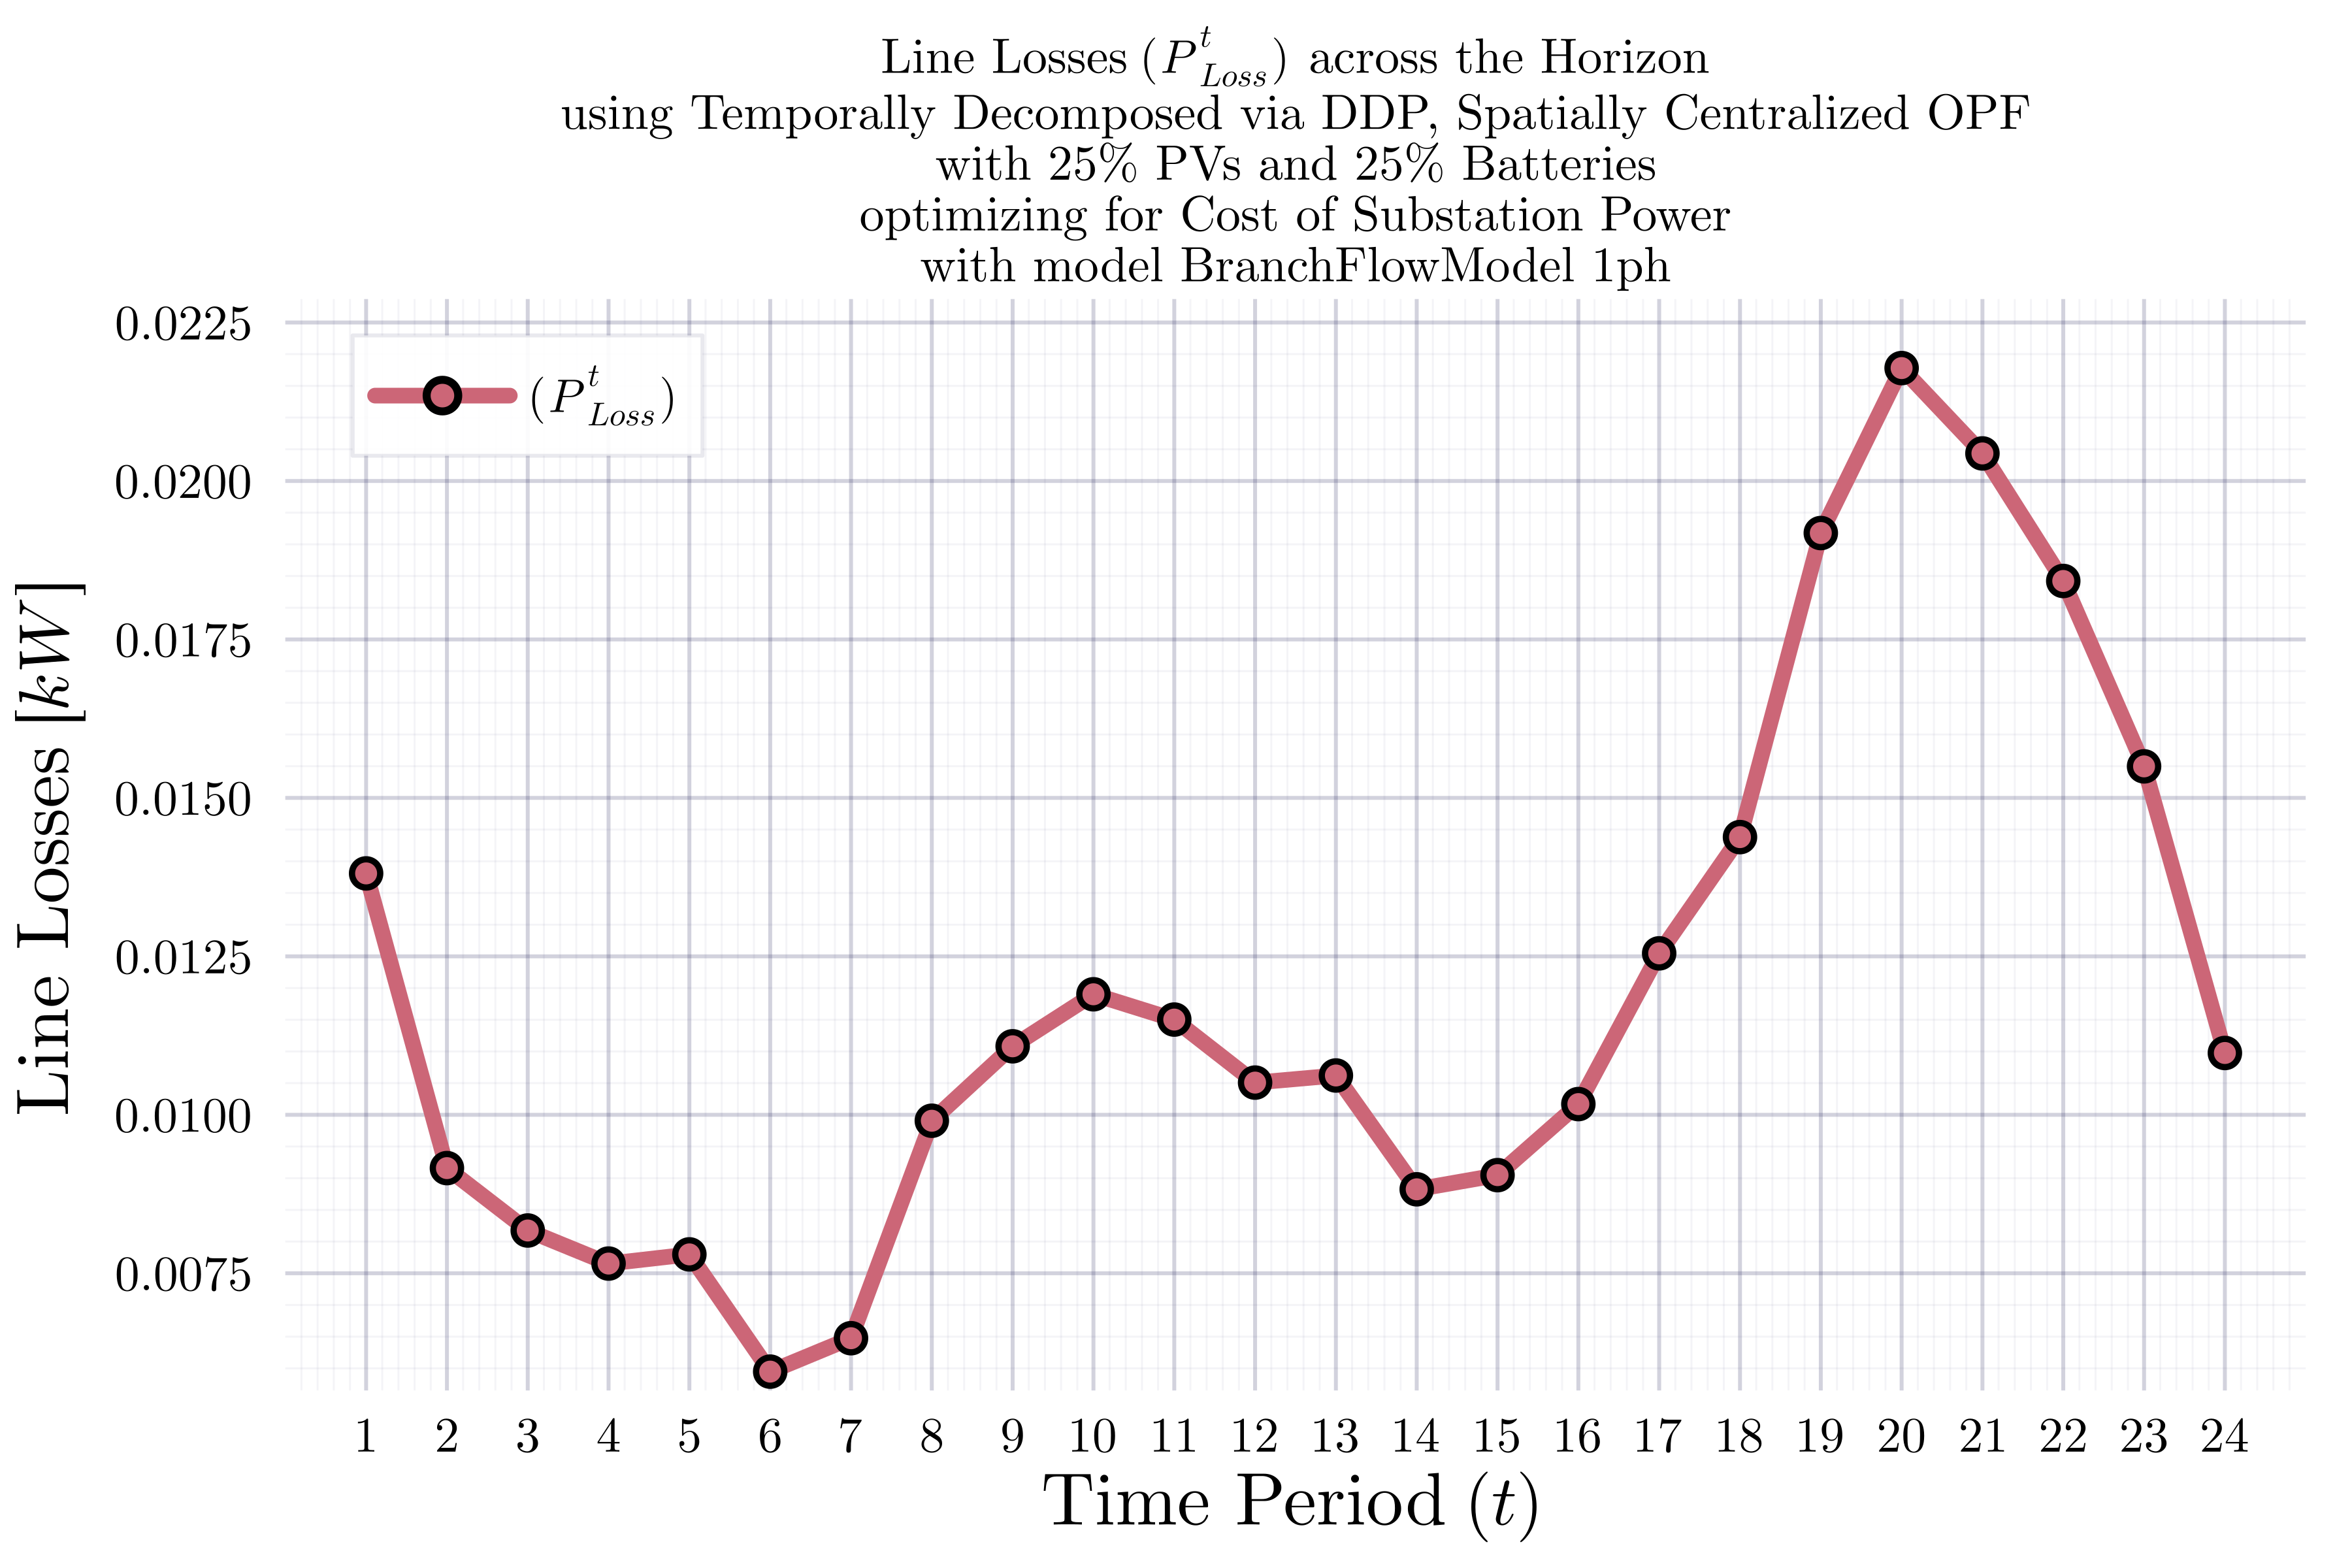 Line Losses (P^t_Loss) across the Horizon
using Temporally Decomposed via DDP, Spatially Centralized OPF
with 25% PVs and 25% Batteries
optimizing for Cost of Substation Power
with model BranchFlowModel 1ph
(P^t_Loss)
Line Losses [kW]
0.0225
0.0200
0.0175
0.0150
0.0125
0.0100
0.0075
1 2 3 4 5 6 7 8 9 10 11 12 13 14 15 16 17 18 19 20 21 22 23 24
Time Period (t)